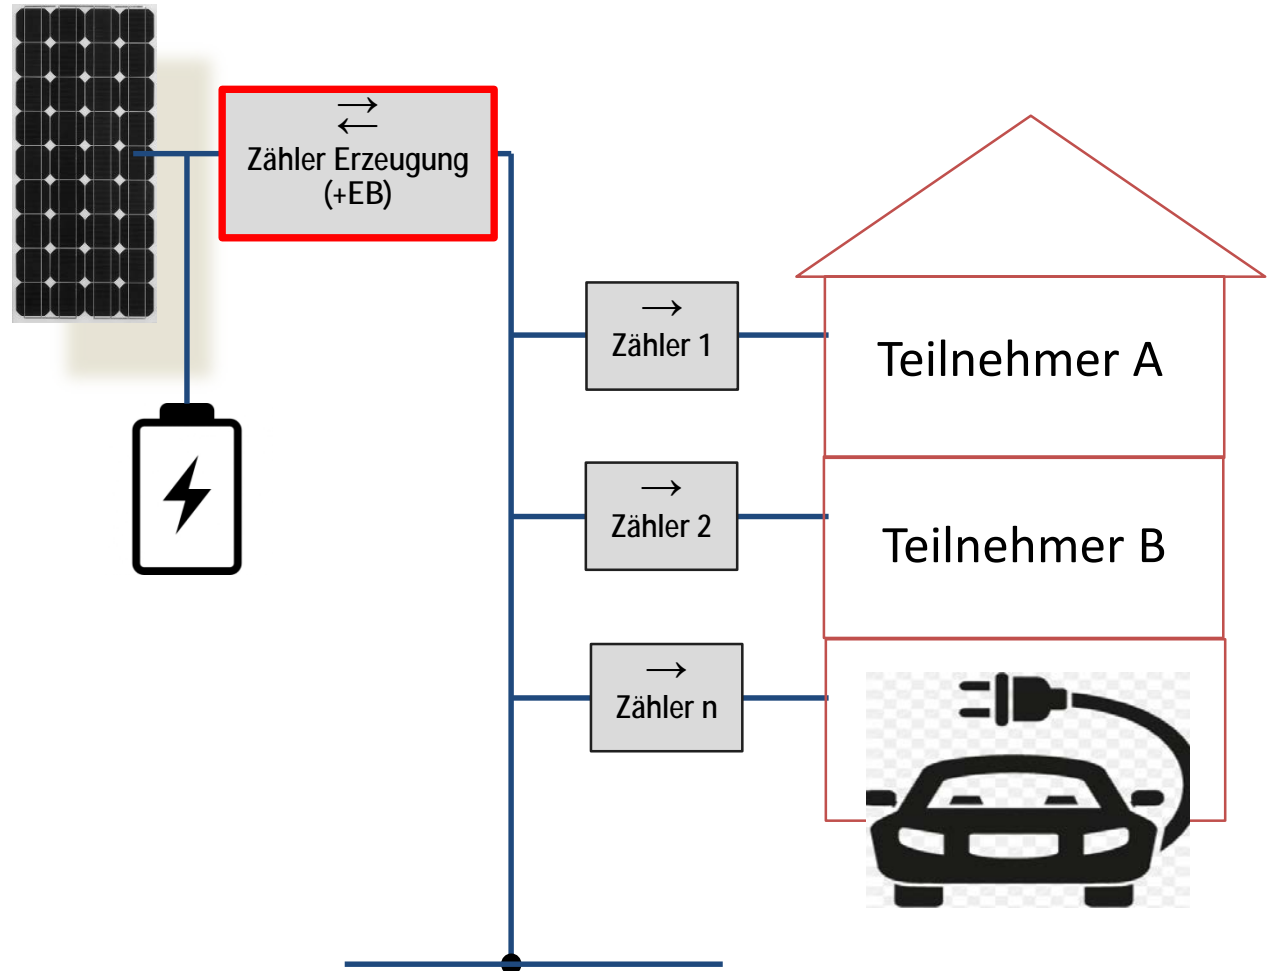 →
←
Zähler Erzeugung
(+EB)
→
Zähler 1
Teilnehmer A
→
Zähler 2
Teilnehmer B
→
Zähler n